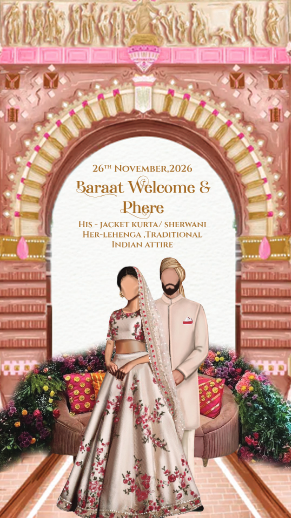 26TH NOVEMBER,2026
Baraat Welcome &
Phere
HIS - JACKET KURTA/ SHERWANI
HER-LEHENGA ,TRADITIONAL
INDIAN ATTIRE